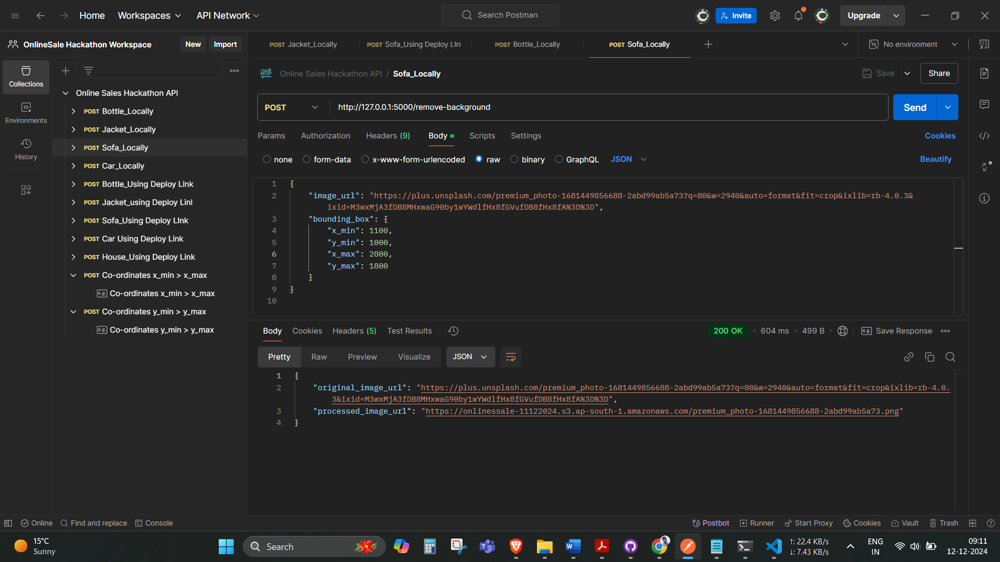 Home
Workspaces
API Network
Search Postman
Invite
Upgrade
OnlineSale Hackathon Workspace
New
Import
POST Jacket_Locally
POST Sofa_Using Deploy LIn
POST Bottle_Locally
POST Sofa_Locally
No environment
Collections
Environments
History
Online Sales Hackathon API
POST Bottle_Locally
POST Jacket_Locally
POST Sofa_Locally
POST Car_Locally
POST Bottle_Using Deploy LInk
POST Jacket_using Deploy Linl
POST Sofa_Using Deploy LInk
POST Car Using Deploy Link
POST House_Using Deploy Link
POST Co-ordinates x_min > x_max
e.g. Co-ordinates x_min > x_max
POST Co-ordinates y_min > y_max
e.g. Co-ordinates y_min > y_max
HTTP Online Sales Hackathon API / Sofa_Locally
Save
Share
POST
http://127.0.0.1:5000/remove-background
Send
Params
Authorization
Headers (9)
Body
Scripts
Settings
Cookies
none
form-data
x-www-form-urlencoded
raw
binary
GraphQL
JSON
Beautify
1 {
2 "image_url": "https://plus.unsplash.com/premium_photo-1681449856688-2abd99ab5a73?q=80&w=2940&auto=format&fit=crop&ixlib=rb-4.0.3&
ixid=M3wxMjA3fDB8MHxwaG90by1wYWdlfHx8fGVufDB8fHx8fA%3D%3D",
3 "bounding_box": {
4 "x_min": 1100,
5 "y_min": 1000,
6 "x_max": 2800,
7 "y_max": 1800
8 }
9 }
10
Body
Cookies
Headers (5)
Test Results
200 OK
604 ms
499 B
e.g. Save Response
Pretty
Raw
Preview
Visualize
JSON
1 {
2 "original_image_url": "https://plus.unsplash.com/premium_photo-1681449856688-2abd99ab5a73?q=80&w=2940&auto=format&fit=crop&ixlib=rb-4.0.
3&ixid=M3wxMjA3fDB8MHxwaG90by1wYWdlfHx8fGVufDB8fHx8fA%3D%3D",
3 "processed_image_url": "https://onlinessale-11122024.s3.ap-south-1.amazonaws.com/premium_photo-1681449856688-2abd99ab5a73.png"
4 }
Online
Find and replace
Console
Postbot
Runner
Start Proxy
Cookies
Vault
Trash
15°C
Sunny
Search
↑: 22.4 KB/s
↓: 7.43 KB/s
ENG
IN
09:11
12-12-2024